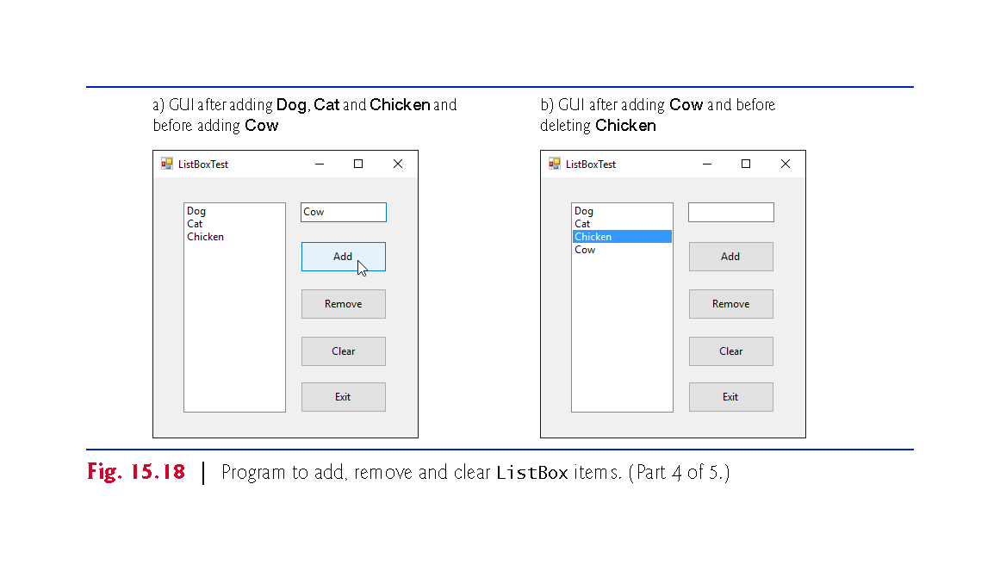 a) GUI after adding Dog, Cat and Chicken and
before adding Cow
ListBoxTest
Dog
Cat
Chicken
Cow
Add
Remove
Clear
Exit
b) GUI after adding Cow and before
deleting Chicken
ListBoxTest
Dog
Cat
Chicken
Cow
Add
Remove
Clear
Exit
Fig. 15.18 | Program to add, remove and clear ListBox items. (Part 4 of 5.)